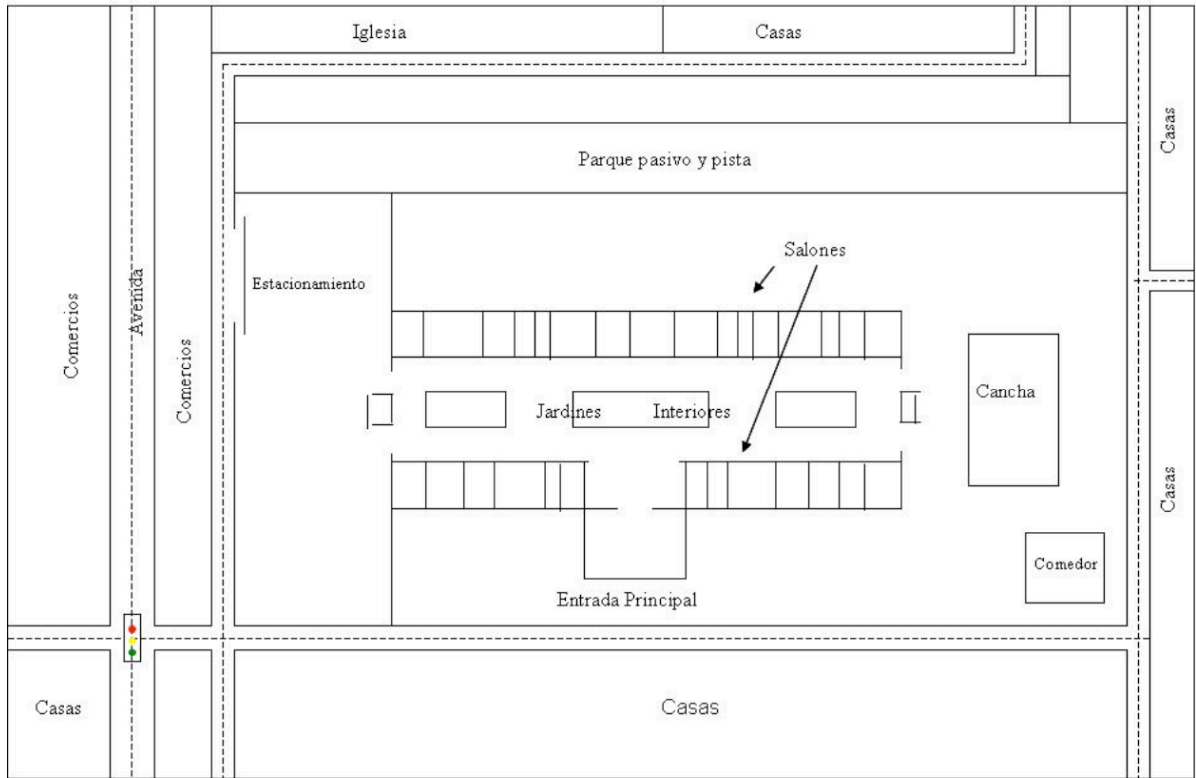 Iglesia
Casas
Casas
Parque pasivo y pista
Salones
Avenida
Estacionamiento
Comercios
Comercios
Cancha
Jardines
Interiores
Casas
Comedor
Entrada Principal
Casas
Casas